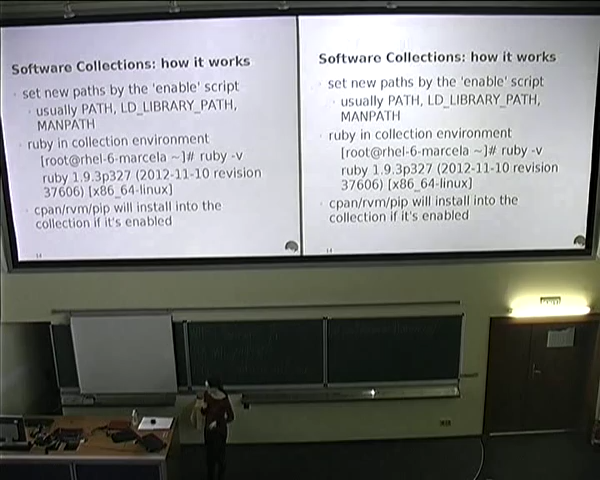 Software Collections: how it works
set new paths by the 'enable' script
usually PATH, LD_LIBRARY_PATH,
MANPATH
ruby in collection environment
[root@rhel-6-marcela ~]# ruby -v
ruby 1.9.3p327 (2012-11-10 revision
37606) [x86_64-linux]
cpan/rvm/pip will install into the
collection if it's enabled
14
Software Collections: how it works
set new paths by the 'enable' script
usually PATH, LD_LIBRARY_PATH,
MANPATH
ruby in collection environment
[root@rhel-6-marcela ~]# ruby -v
ruby 1.9.3p327 (2012-11-10 revision
37606) [x86_64-linux]
cpan/rvm/pip will install into the
collection if it's enabled
14